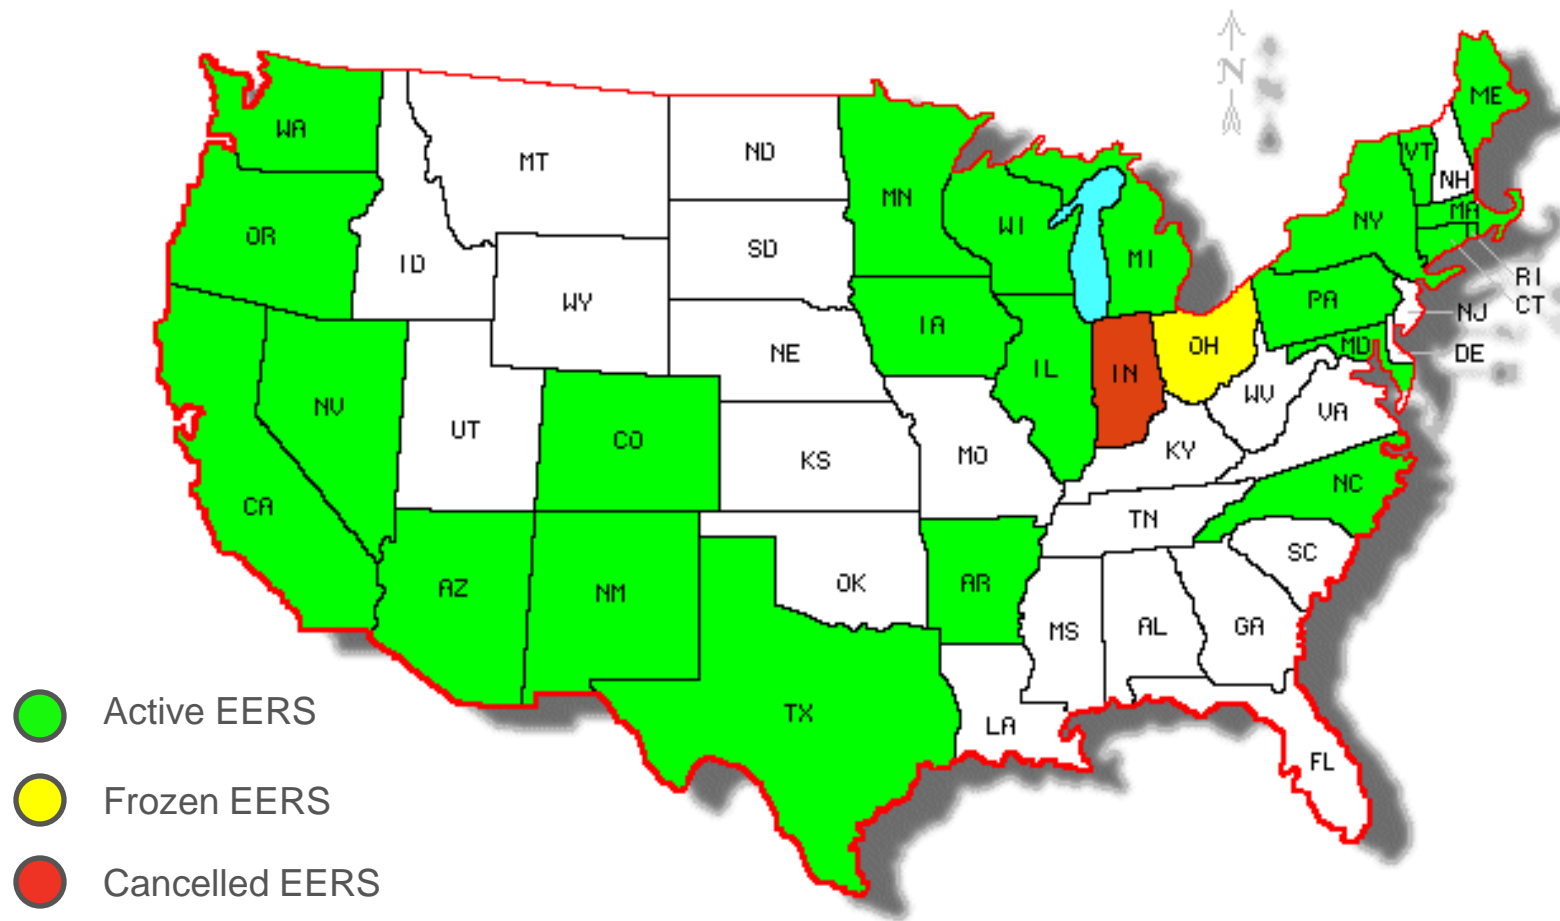 N
ME
WA
VT
ND
MT
NH
MN
MA
WI
NY
OR
SD
MI
ID
RI
WY
PA
CT
NJ
IA
MD
OH
NE
DE
IL
IN
WV
NV
VA
UT
CO
MO
KY
KS
NC
CA
TN
SC
AZ
OK
AR
NM
MS
AL
GA
Active EERS
TX
LA
FL
Frozen EERS
Cancelled EERS